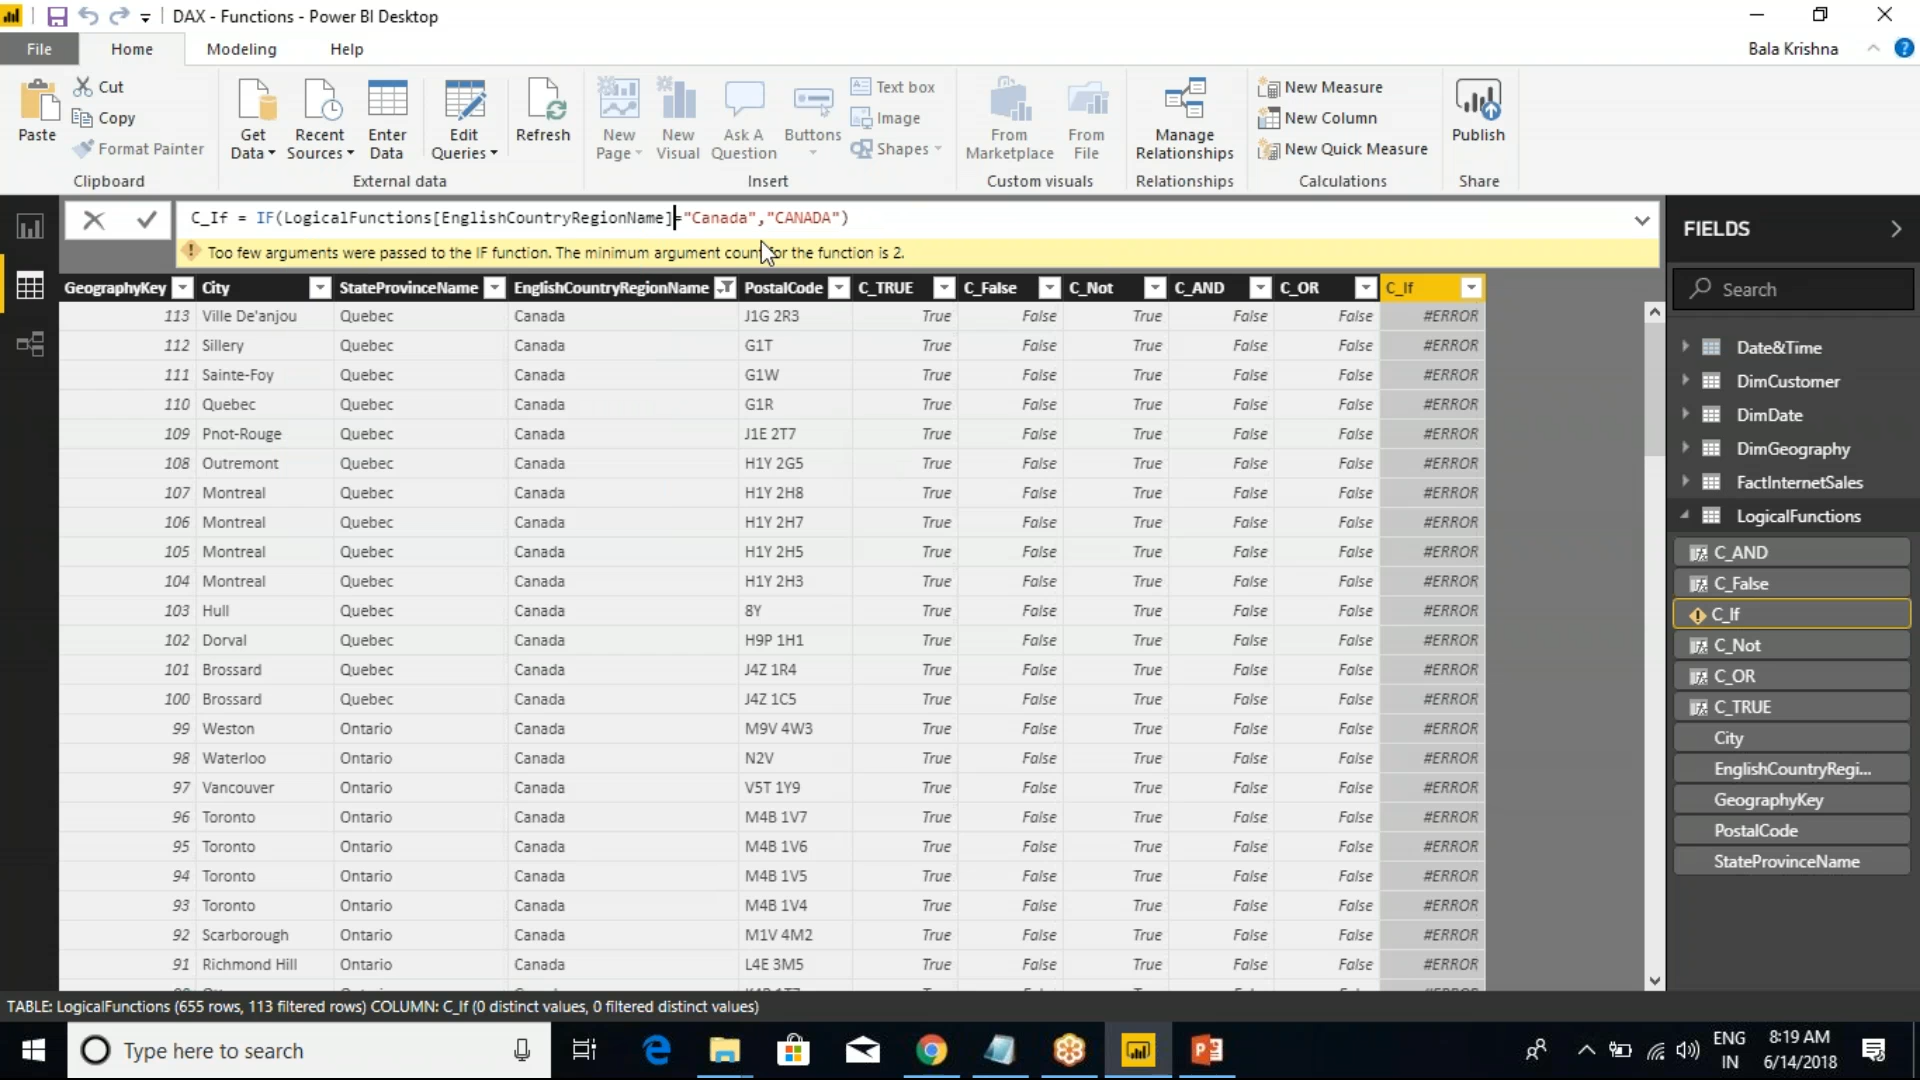 DAX - Functions - Power BI Desktop
File Home Modeling Help Bala Krishna
Paste Cut Copy Format Painter Clipboard
Get Data Recent Sources Enter Data Edit Queries Refresh External data
New Page New Visual Ask A Question Buttons Text box Image Shapes Insert
From Marketplace From File Custom visuals
Manage Relationships Relationships
New Measure New Column New Quick Measure Calculations
Publish Share
C_If = IF(LogicalFunctions[EnglishCountryRegionName]="Canada","CANADA")
Too few arguments were passed to the IF function. The minimum argument count for the function is 2.
GeographyKey City StateProvinceName EnglishCountryRegionName PostalCode C_TRUE C_False C_Not C_AND C_OR C_If
113 Ville De'anjou Quebec Canada J1G 2R3 True False True False False #ERROR
112 Sillery Quebec Canada G1T True False True False False #ERROR
111 Sainte-Foy Quebec Canada G1W True False True False False #ERROR
110 Quebec Quebec Canada G1R True False True False False #ERROR
109 Pnot-Rouge Quebec Canada J1E 2T7 True False True False False #ERROR
108 Outremont Quebec Canada H1Y 2G5 True False True False False #ERROR
107 Montreal Quebec Canada H1Y 2H8 True False True False False #ERROR
106 Montreal Quebec Canada H1Y 2H7 True False True False False #ERROR
105 Montreal Quebec Canada H1Y 2H5 True False True False False #ERROR
104 Montreal Quebec Canada H1Y 2H3 True False True False False #ERROR
103 Hull Quebec Canada 8Y True False True False False #ERROR
102 Dorval Quebec Canada H9P 1H1 True False True False False #ERROR
101 Brossard Quebec Canada J4Z 1R4 True False True False False #ERROR
100 Brossard Quebec Canada J4Z 1C5 True False True False False #ERROR
99 Weston Ontario Canada M9V 4W3 True False True False False #ERROR
98 Waterloo Ontario Canada N2V True False True False False #ERROR
97 Vancouver Ontario Canada V5T 1Y9 True False True False False #ERROR
96 Toronto Ontario Canada M4B 1V7 True False True False False #ERROR
95 Toronto Ontario Canada M4B 1V6 True False True False False #ERROR
94 Toronto Ontario Canada M4B 1V5 True False True False False #ERROR
93 Toronto Ontario Canada M4B 1V4 True False True False False #ERROR
92 Scarborough Ontario Canada M1V 4M2 True False True False False #ERROR
91 Richmond Hill Ontario Canada L4E 3M5 True False True False False #ERROR
FIELDS
Search
Date&Time
DimCustomer
DimDate
DimGeography
FactInternetSales
LogicalFunctions
C_AND
C_False
C_If
C_Not
C_OR
C_TRUE
City
EnglishCountryRegi...
GeographyKey
PostalCode
StateProvinceName
TABLE: LogicalFunctions (655 rows, 113 filtered rows) COLUMN: C_If (0 distinct values, 0 filtered distinct values)
Type here to search
ENG
IN
8:19 AM
6/14/2018